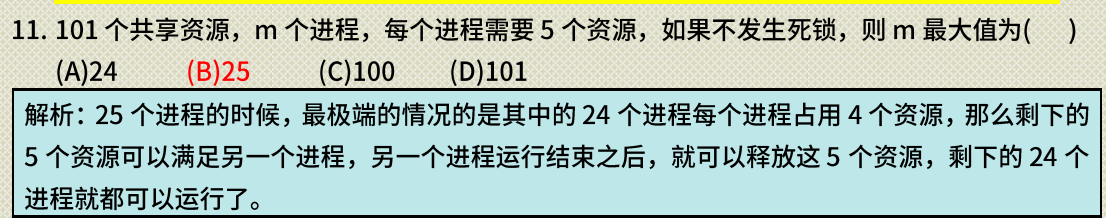 11. 101 个共享资源，m 个进程，每个进程需要 5 个资源，如果不发生死锁，则 m 最大值为(    )
(A)24    (B)25    (C)100    (D)101
解析：25 个进程的时候，最极端的情况的是其中的 24 个进程每个进程占用 4 个资源，那么剩下的
5 个资源可以满足另一个进程，另一个进程运行结束之后，就可以释放这 5 个资源，剩下的 24 个
进程就都可以运行了。